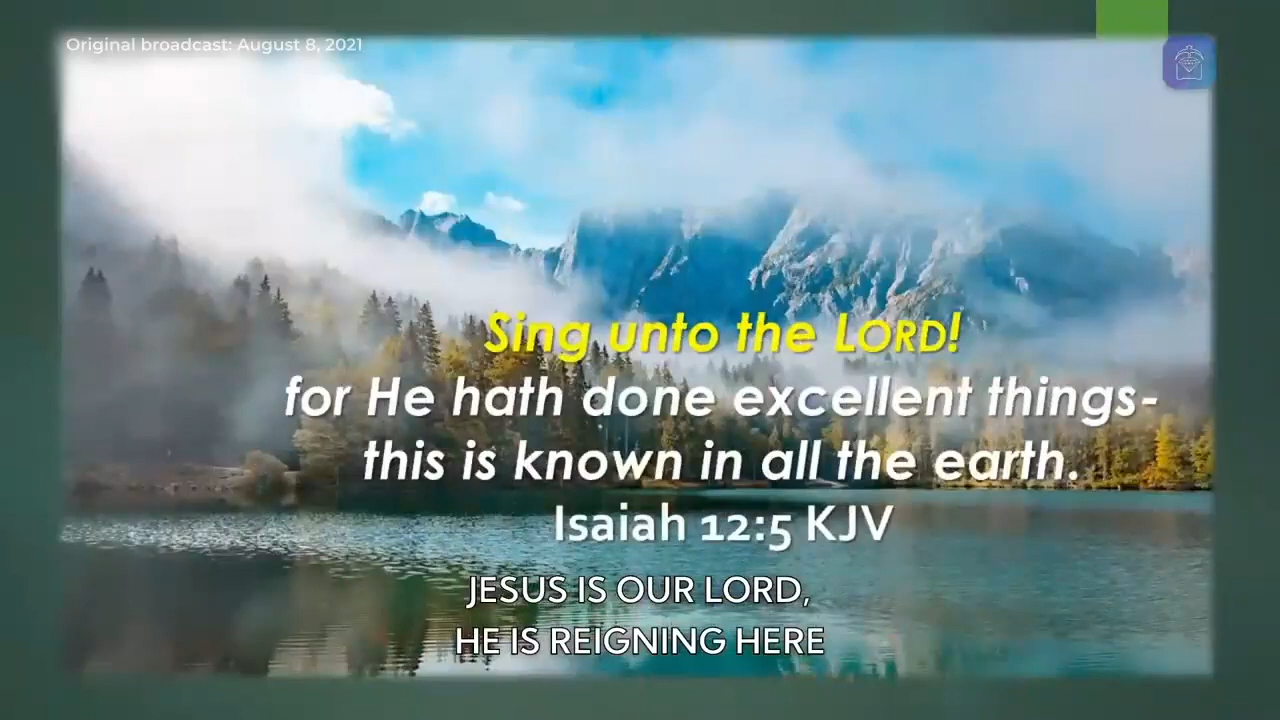 Original broadcast: August 8, 2021
Sing unto the LORD!
for He hath done excellent things-
this is known in all the earth.
Isaiah 12:5 KJV
JESUS IS OUR LORD,
HE IS REIGNING HERE